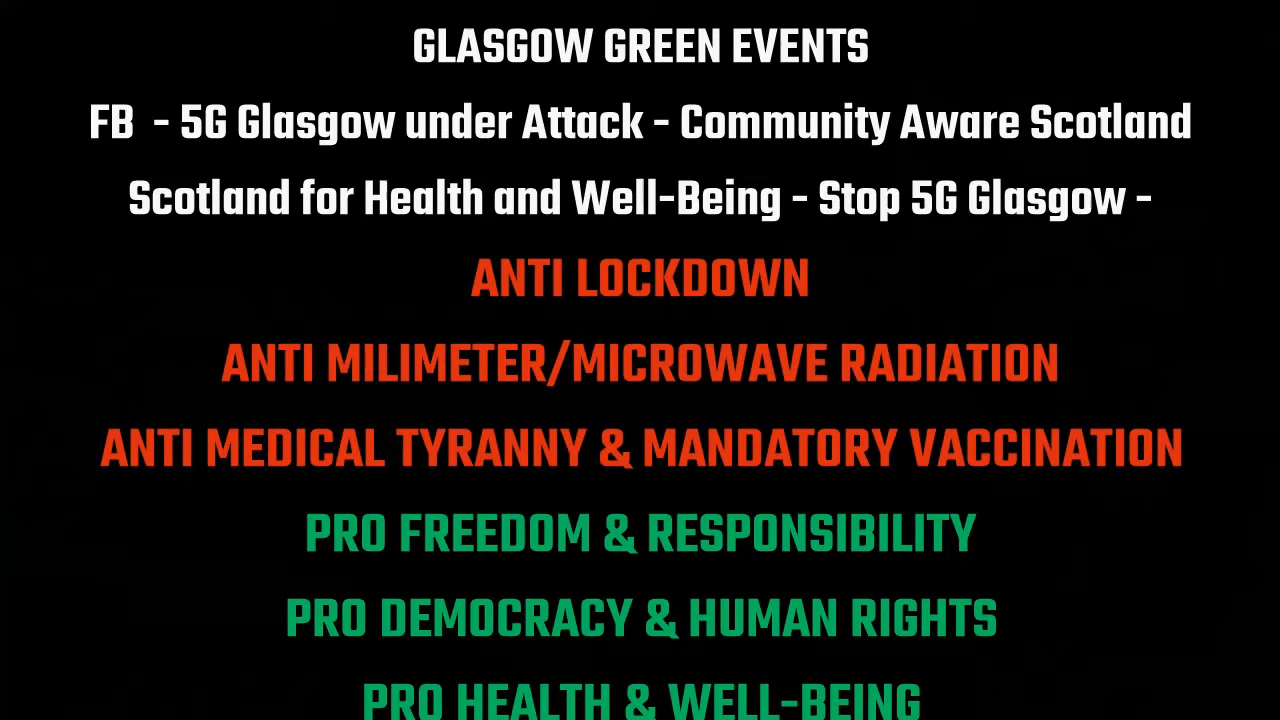 GLASGOW GREEN EVENTS
FB - 5G Glasgow under Attack - Community Aware Scotland
Scotland for Health and Well-Being - Stop 5G Glasgow -
ANTI LOCKDOWN
ANTI MILIMETER/MICROWAVE RADIATION
ANTI MEDICAL TYRANNY & MANDATORY VACCINATION
PRO FREEDOM & RESPONSIBILITY
PRO DEMOCRACY & HUMAN RIGHTS
PRO HEALTH & WELL-BEING